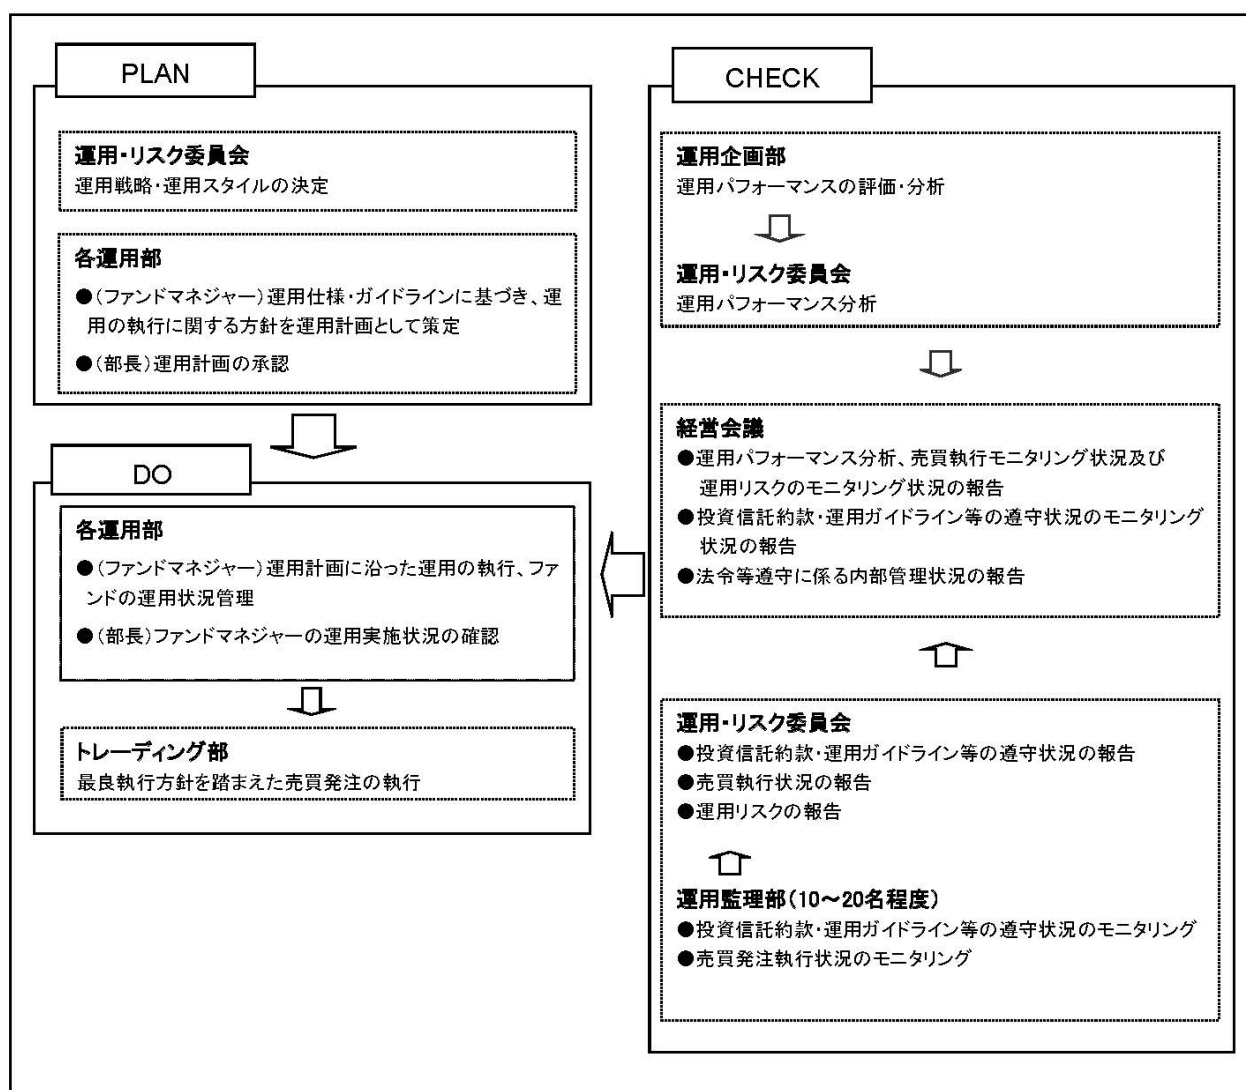 PLAN
運用・リスク委員会
運用戦略・運用スタイルの決定
各運用部
●(ファンドマネジャー)運用仕様・ガイドラインに基づき、運
用の執行に関する方針を運用計画として策定
●(部長)運用計画の承認
DO
各運用部
●(ファンドマネジャー)運用計画に沿った運用の執行、ファ
ンドの運用状況管理
●(部長)ファンドマネジャーの運用実施状況の確認
トレーディング部
最良執行方針を踏まえた売買発注の執行
CHECK
運用企画部
運用パフォーマンスの評価・分析
運用・リスク委員会
運用パフォーマンス分析
経営会議
●運用パフォーマンス分析、売買執行モニタリング状況及び
運用リスクのモニタリング状況の報告
●投資信託約款・運用ガイドライン等の遵守状況のモニタリング
状況の報告
●法令等遵守に係る内部管理状況の報告
運用・リスク委員会
●投資信託約款・運用ガイドライン等の遵守状況の報告
●売買執行状況の報告
●運用リスクの報告
運用監理部(10~20名程度)
●投資信託約款・運用ガイドライン等の遵守状況のモニタリング
●売買発注執行状況のモニタリング